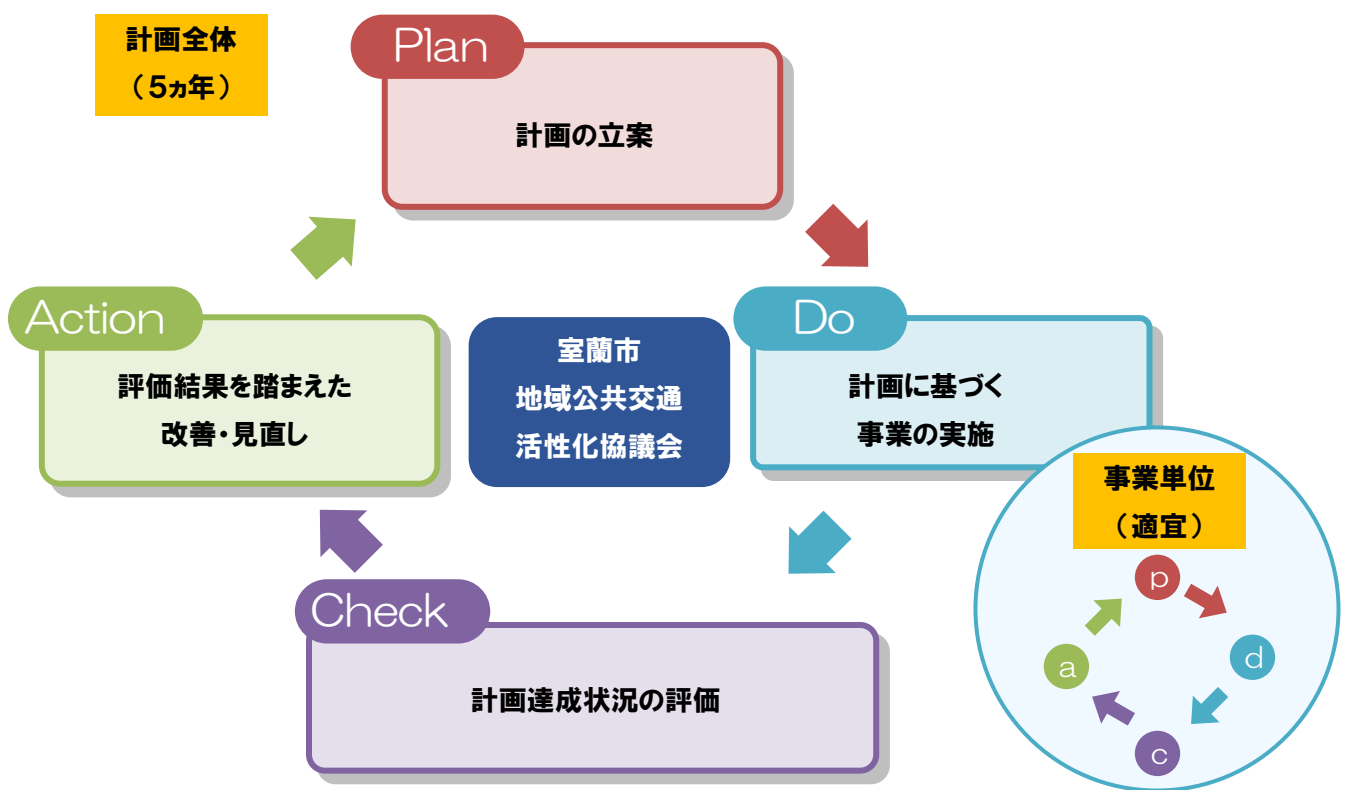 計画全体
（5ヵ年）
Plan
計画の立案
Action
評価結果を踏まえた
改善・見直し
室蘭市
地域公共交通
活性化協議会
Do
計画に基づく
事業の実施
事業単位
（適宜）
p
d
c
a
Check
計画達成状況の評価